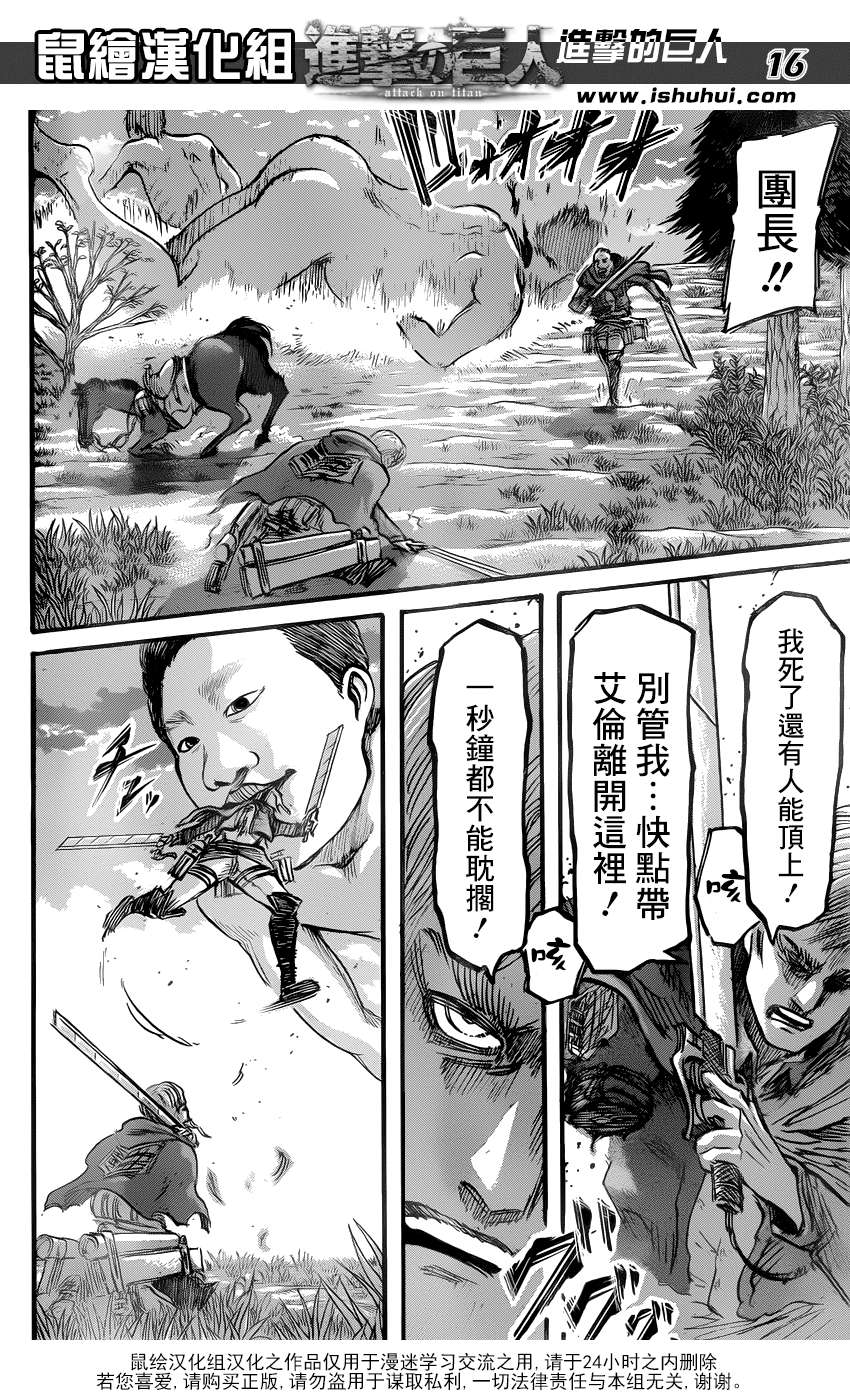 鼠繪漢化組
進撃の巨人
attack on titan
進撃的巨人
16
www.ishuhui.com
團長!!
我死了還有人能頂上!
咳
別管我…快點帶
艾倫離開這裡!
咳
一秒鐘都不能耽擱!
鼠绘汉化组汉化之作品仅用于漫迷学习交流之用,请于24小时之内删除
若您喜爱,请购买正版,请勿盗用于谋取私利,一切法律责任与本组无关,谢谢。